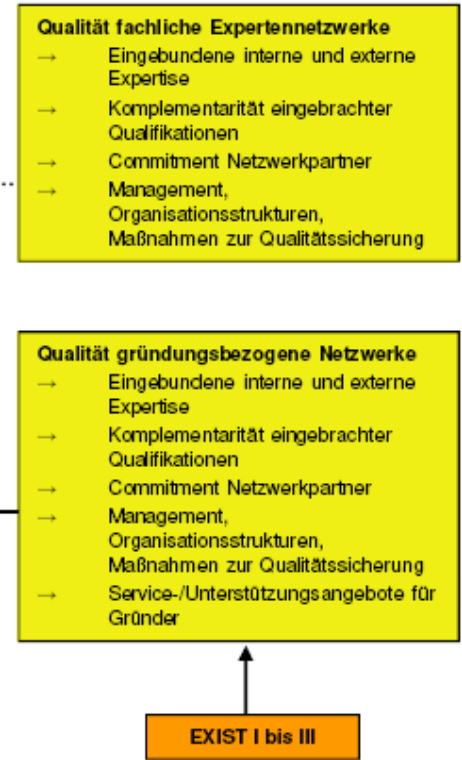 Qualität fachliche Expertennetzwerke
→ Eingebundene interne und externe
Expertise
→ Komplementarität eingebrachter
Qualifikationen
→ Commitment Netzwerkpartner
→ Management,
Organisationsstrukturen,
Maßnahmen zur Qualitätssicherung
Qualität gründungsbezogene Netzwerke
→ Eingebundene interne und externe
Expertise
→ Komplementarität eingebrachter
Qualifikationen
→ Commitment Netzwerkpartner
→ Management,
Organisationsstrukturen,
Maßnahmen zur Qualitätssicherung
→ Service-/Unterstützungsangebote für
Gründer
EXIST I bis III